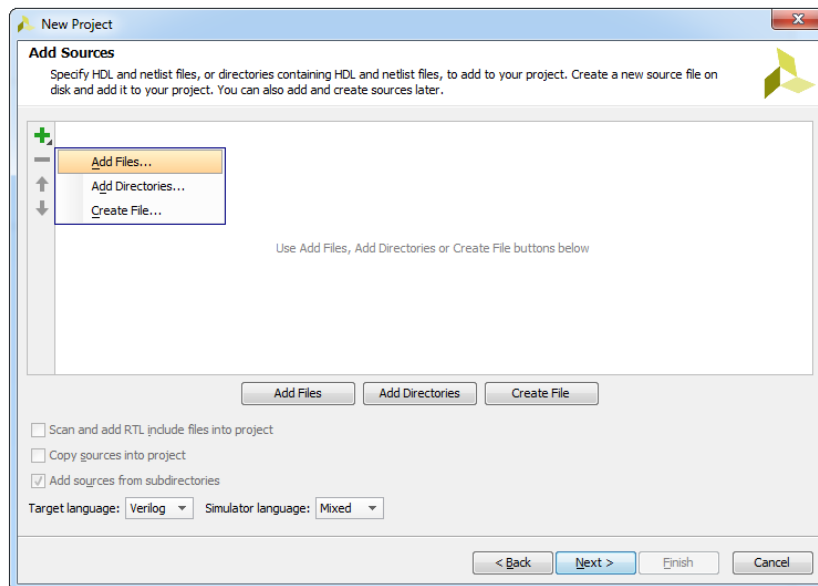 New Project
Add Sources
Specify HDL and netlist files, or directories containing HDL and netlist files, to add to your project. Create a new source file on
disk and add it to your project. You can also add and create sources later.
Add Files...
Add Directories...
Create File...
Use Add Files, Add Directories or Create File buttons below
Add Files Add Directories Create File
Scan and add RTL include files into project
Copy sources into project
Add sources from subdirectories
Target language: Verilog Simulator language: Mixed
< Back Next > Finish Cancel